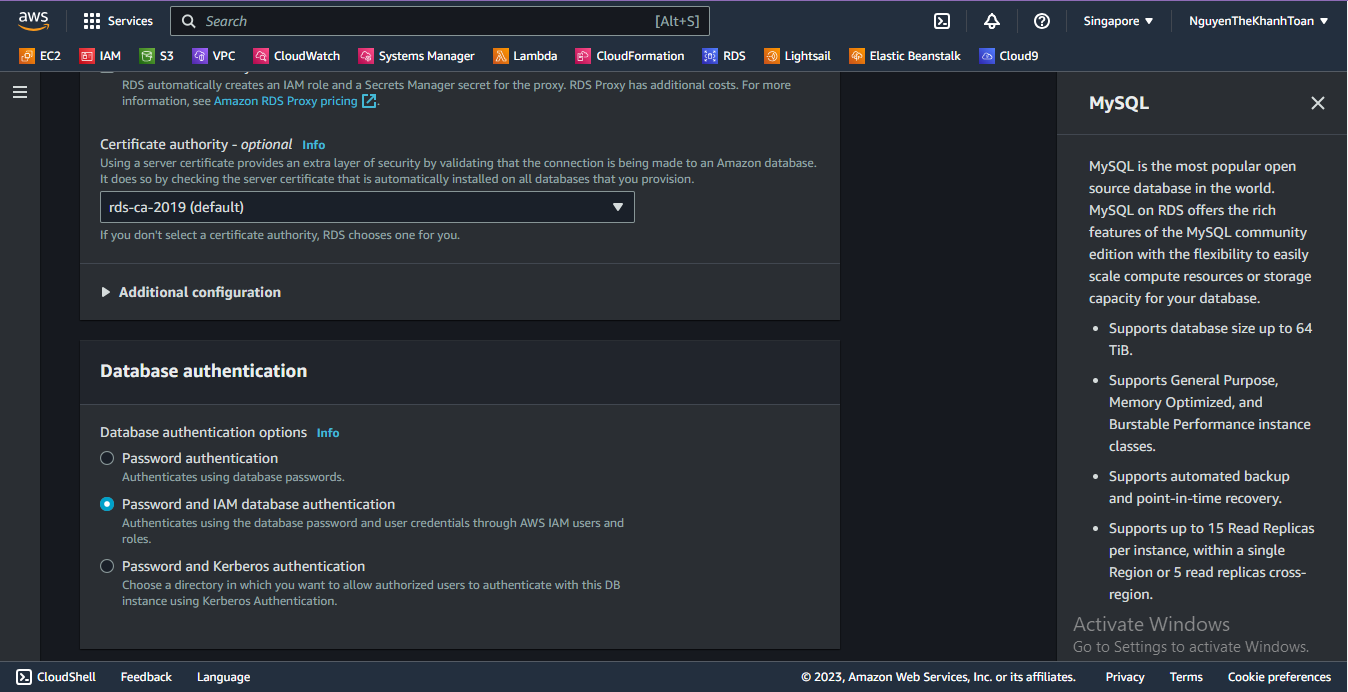 aws
Services
Search
[Alt+S]
Singapore
NguyenTheKhanhToan
EC2
IAM
S3
VPC
CloudWatch
Systems Manager
Lambda
CloudFormation
RDS
Lightsail
Elastic Beanstalk
Cloud9
RDS automatically creates an IAM role and a Secrets Manager secret for the proxy. RDS Proxy has additional costs. For more
information, see Amazon RDS Proxy pricing.
Certificate authority - optional Info
Using a server certificate provides an extra layer of security by validating that the connection is being made to an Amazon database.
It does so by checking the server certificate that is automatically installed on all databases that you provision.
rds-ca-2019 (default)
If you don't select a certificate authority, RDS chooses one for you.
Additional configuration
Database authentication
Database authentication options Info
Password authentication
Authenticates using database passwords.
Password and IAM database authentication
Authenticates using the database password and user credentials through AWS IAM users and
roles.
Password and Kerberos authentication
Choose a directory in which you want to allow authorized users to authenticate with this DB
instance using Kerberos Authentication.
MySQL
MySQL is the most popular open
source database in the world.
MySQL on RDS offers the rich
features of the MySQL community
edition with the flexibility to easily
scale compute resources or storage
capacity for your database.
• Supports database size up to 64
TiB.
• Supports General Purpose,
Memory Optimized, and
Burstable Performance instance
classes.
• Supports automated backup
and point-in-time recovery.
• Supports up to 15 Read Replicas
per instance, within a single
Region or 5 read replicas cross-
region.
Activate Windows
Go to Settings to activate Windows.
CloudShell
Feedback
Language
© 2023, Amazon Web Services, Inc. or its affiliates.
Privacy
Terms
Cookie preferences